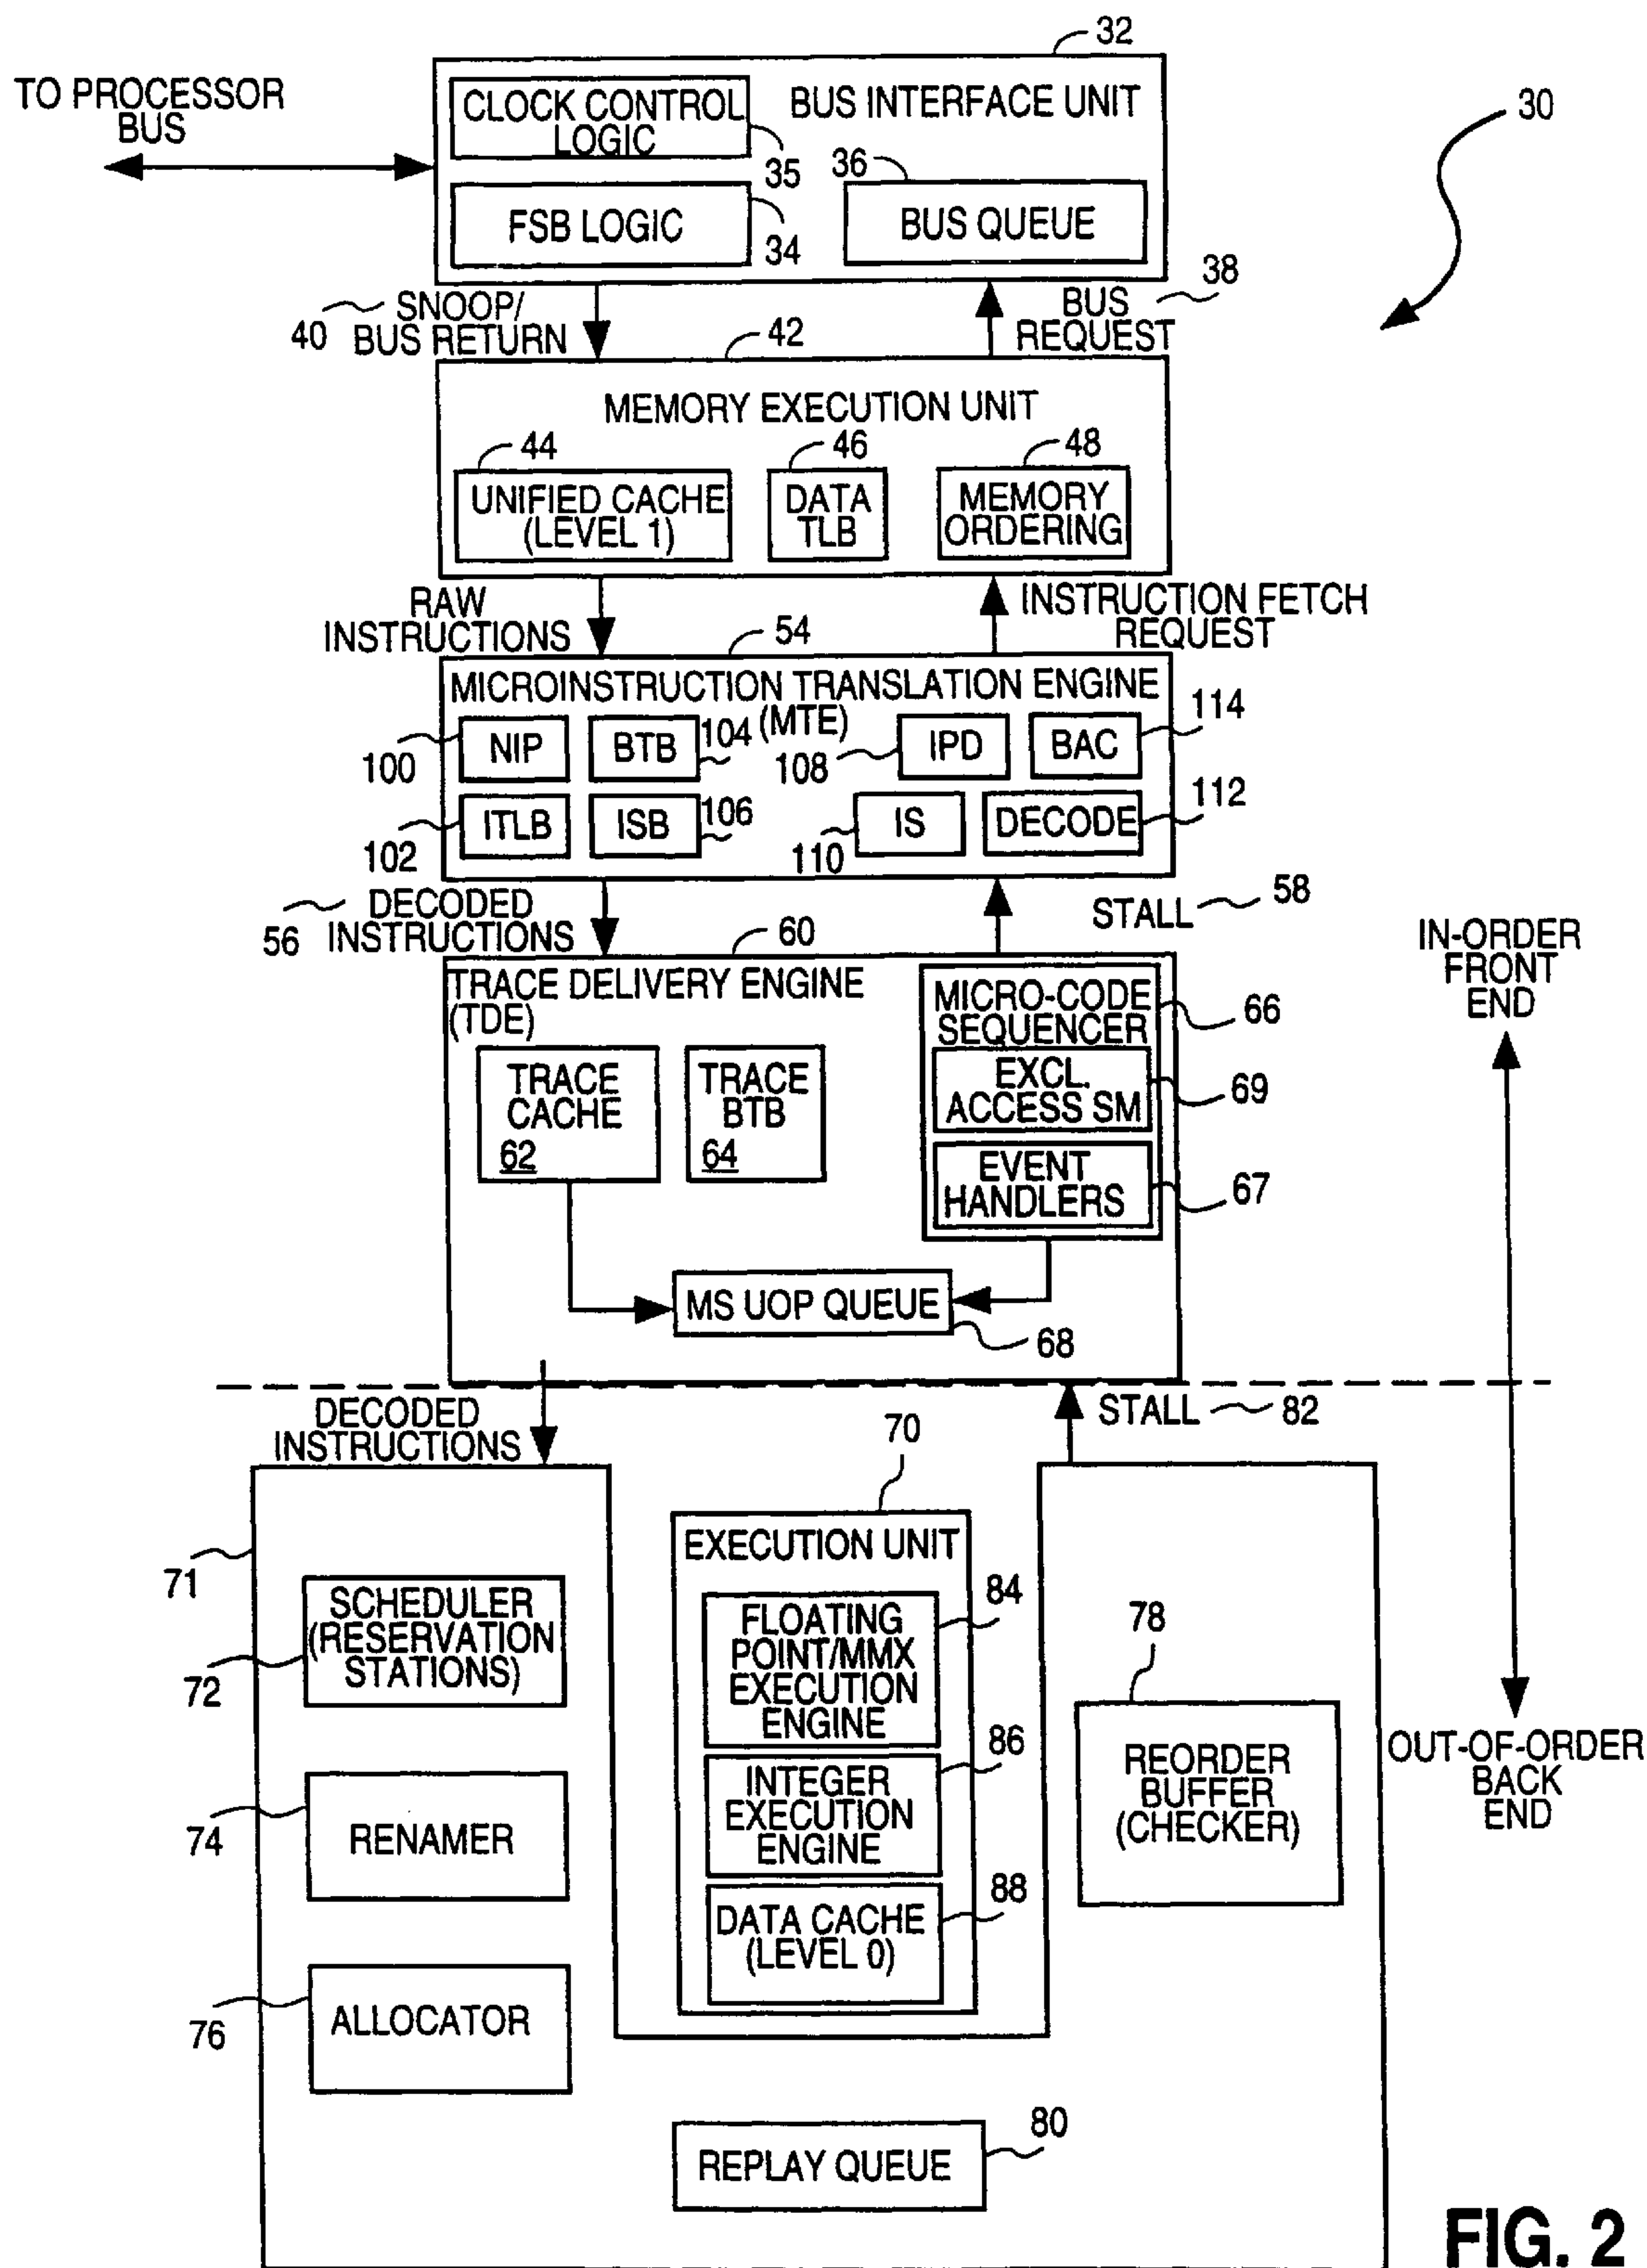 32
TO PROCESSOR
BUS
CLOCK CONTROL
LOGIC
35
BUS INTERFACE UNIT
30
FSB LOGIC
34
36
BUS QUEUE
40
SNOOP/
BUS RETURN
42
BUS
REQUEST
38
MEMORY EXECUTION UNIT
44
UNIFIED CACHE
(LEVEL 1)
46
DATA
TLB
48
MEMORY
ORDERING
RAW
INSTRUCTIONS
54
INSTRUCTION FETCH
REQUEST
MICROINSTRUCTION TRANSLATION ENGINE
(MTE)
100
NIP
BTB
104
108
IPD
BAC
114
102
ITLB
ISB
106
110
IS
DECODE
112
56
DECODED
INSTRUCTIONS
60
STALL
58
IN-ORDER
FRONT
END
TRACE DELIVERY ENGINE
(TDE)
MICRO-CODE
SEQUENCER
66
TRACE
CACHE
62
TRACE
BTB
64
EXCL.
ACCESS SM
69
EVENT
HANDLERS
67
MS UOP QUEUE
68
DECODED
INSTRUCTIONS
STALL
82
70
71
EXECUTION UNIT
SCHEDULER
(RESERVATION
STATIONS)
72
FLOATING
POINT/MMX
EXECUTION
ENGINE
84
78
REORDER
BUFFER
(CHECKER)
OUT-OF-ORDER
BACK
END
74
RENAMER
INTEGER
EXECUTION
ENGINE
86
DATA CACHE
(LEVEL 0)
88
76
ALLOCATOR
80
REPLAY QUEUE
FIG. 2